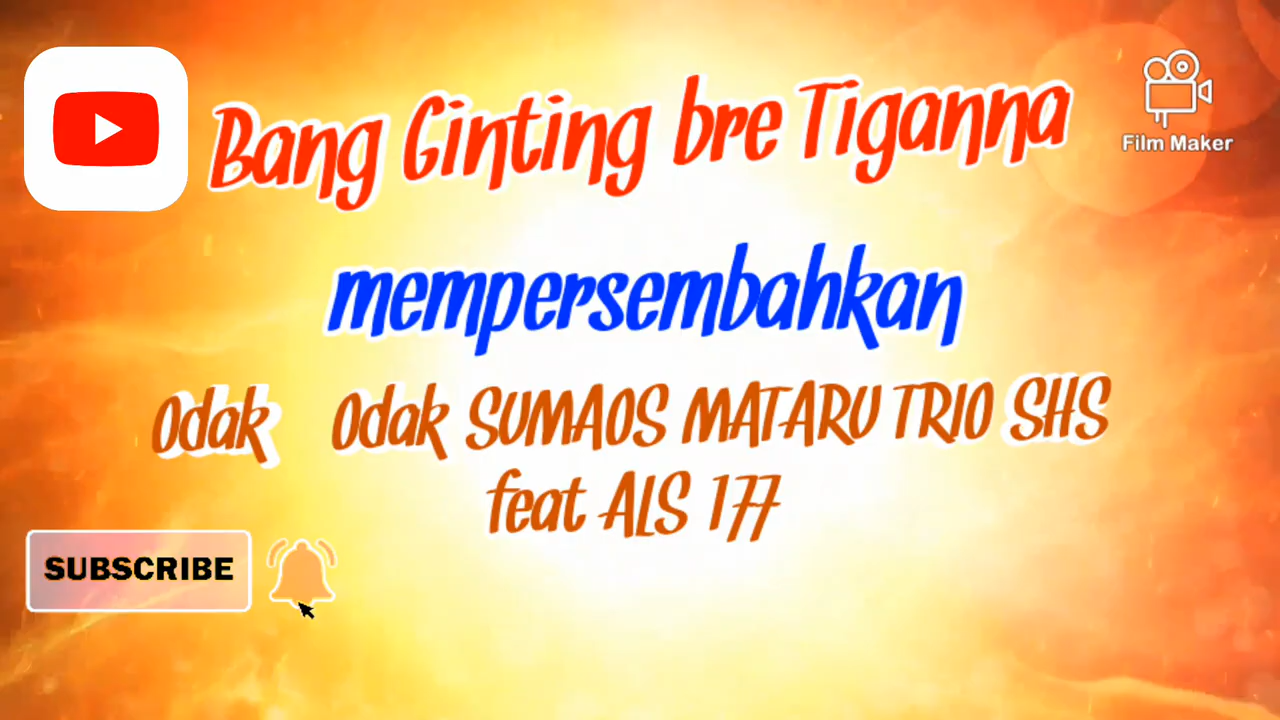 Bang Ginting bre Tiganna
Film Maker
mempersembahkan
Odak Odak SUMAOS MATARU TRIO SHS
feat ALS 177
SUBSCRIBE